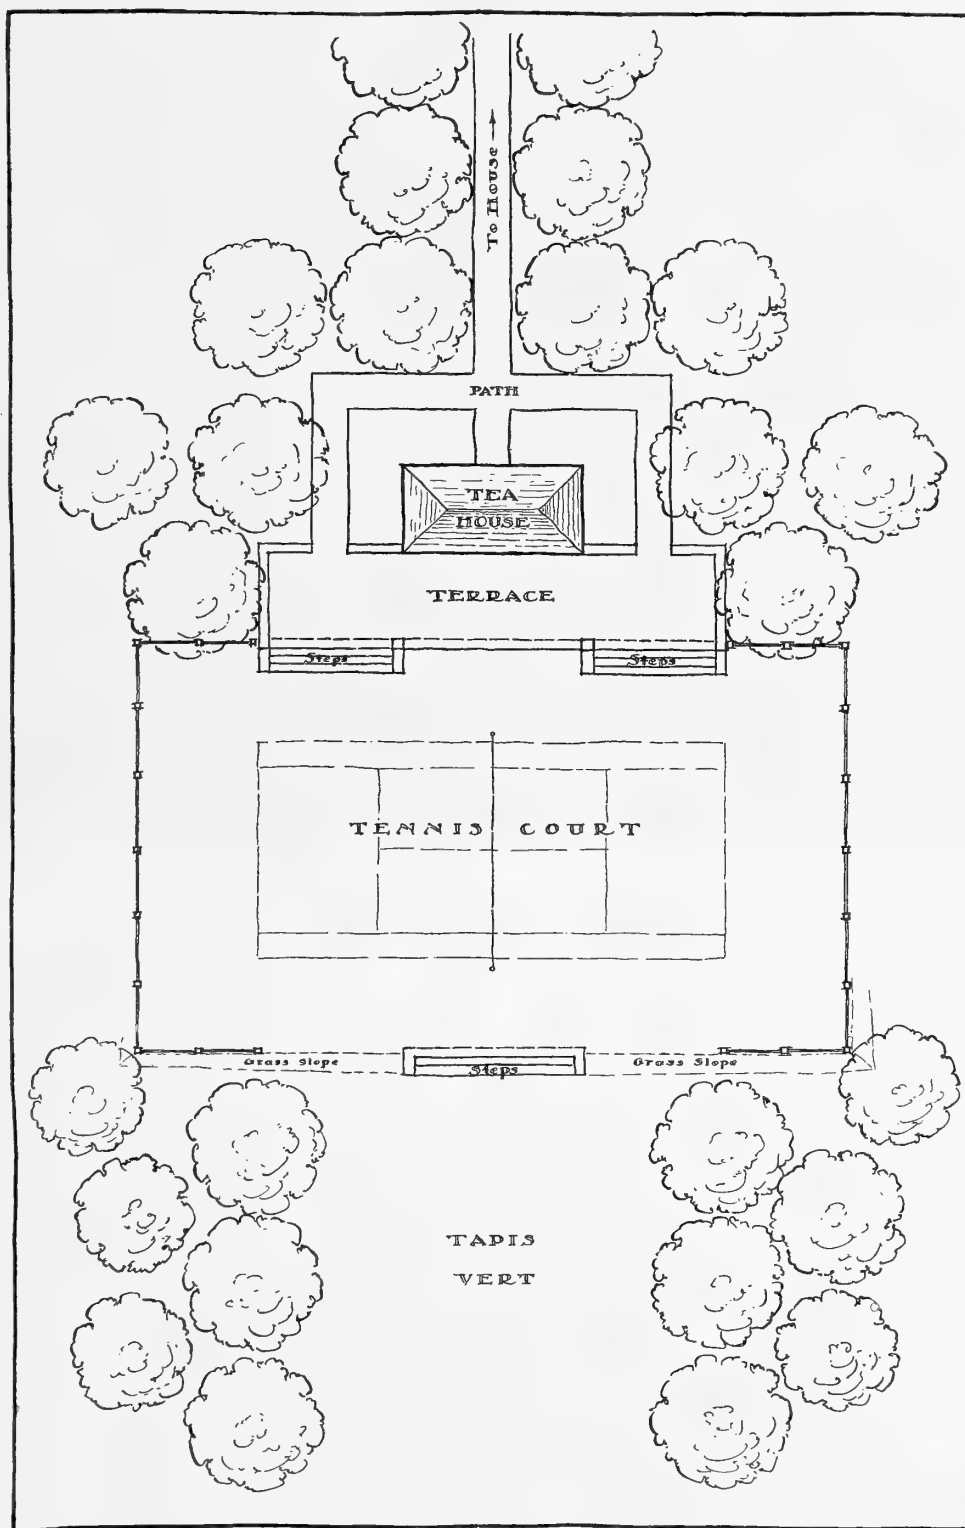 To House
PATH
TEA
HOUSE
TERRACE
Steps
Steps
TENNIS COURT
Grass Slope
Steps
Grass Slope
TAPIS
VERT